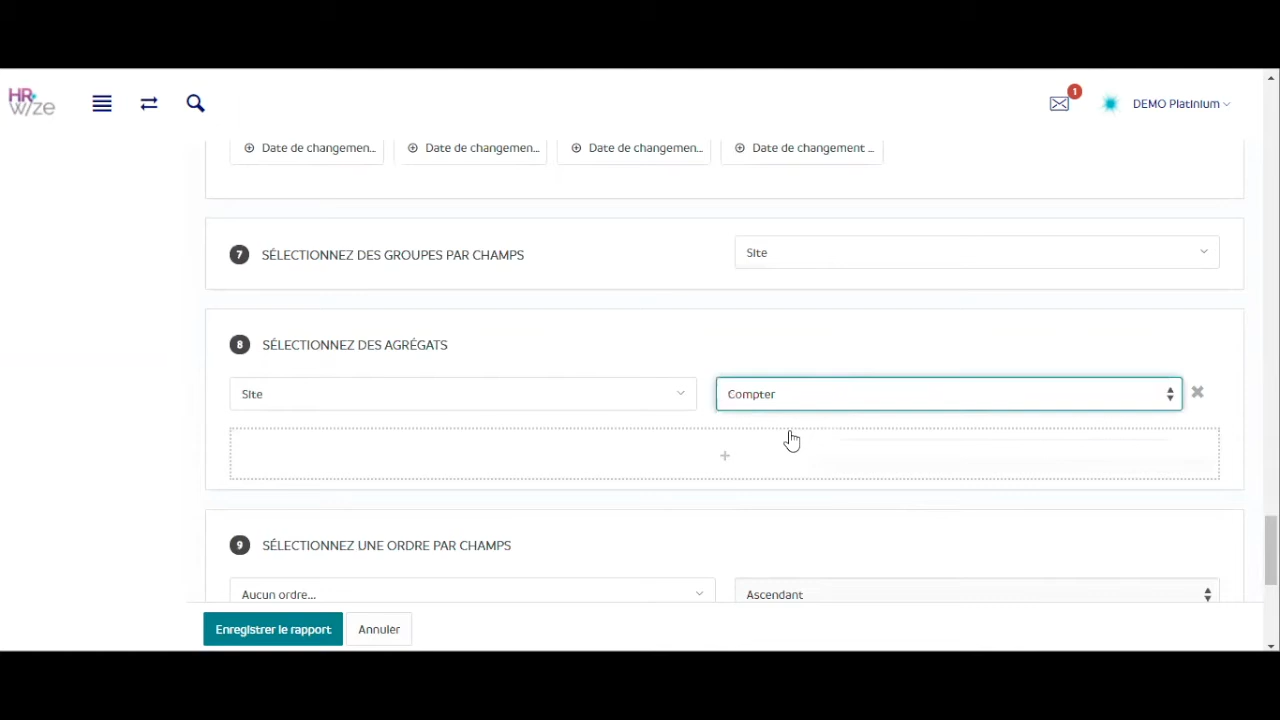 HR
wize
1
DEMO Platinium
Date de changemen...
Date de changemen...
Date de changemen...
Date de changement ...
7 SÉLECTIONNEZ DES GROUPES PAR CHAMPS
Site
8 SÉLECTIONNEZ DES AGRÉGATS
Site
Compter
9 SÉLECTIONNEZ UNE ORDRE PAR CHAMPS
Aucun ordre...
Ascendant
Enregistrer le rapport
Annuler